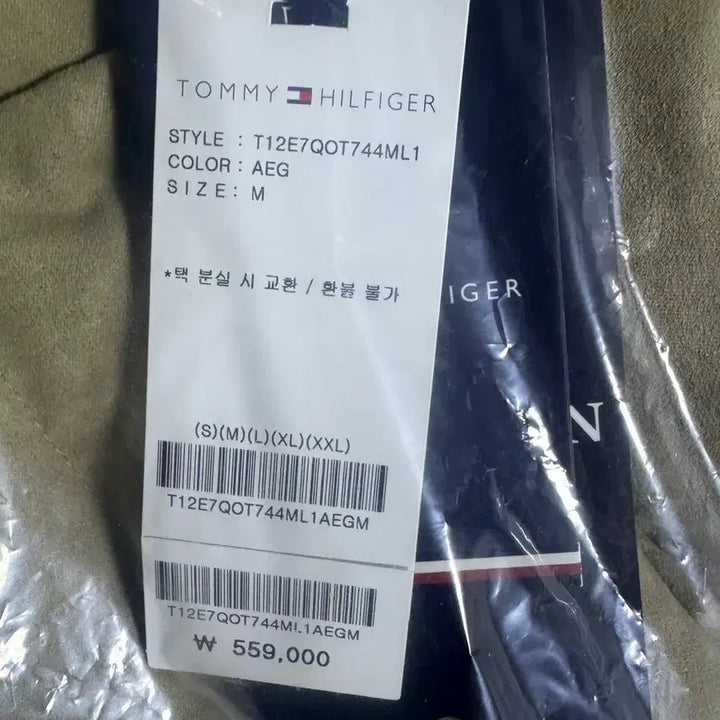 TOMMY HILFIGER
STYLE : T12E7QOT744ML1
COLOR : AEG
SIZE : M
*택 분실 시 교환 / 환불 불가
IGER
N
(S)(M)(L)(XL)(XXL)
T12E7QOT744ML1AEGM
T12E7QOT744ML1AEGM
₩ 559,000